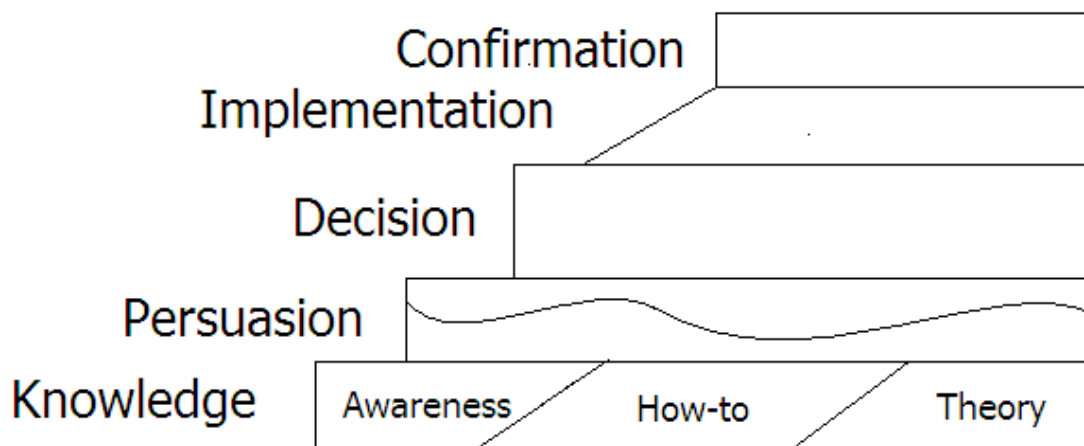 Confirmation
Implementation
Decision
Persuasion
Knowledge Awareness How-to Theory